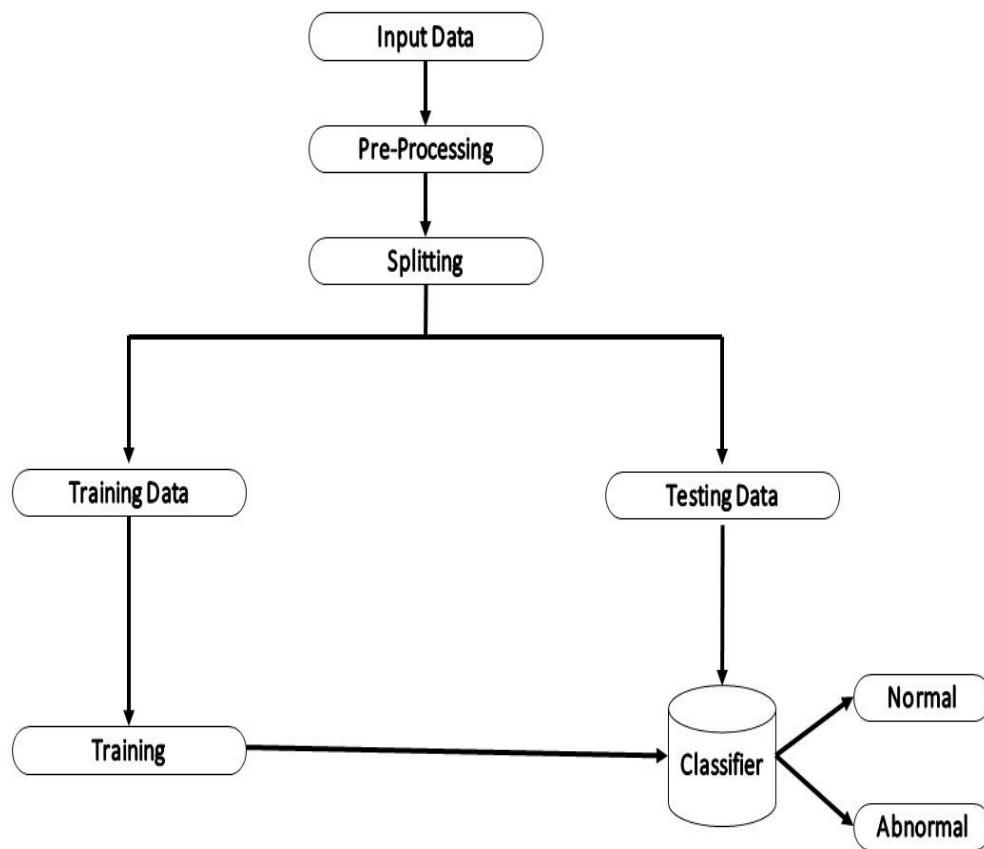 Input Data
Pre-Processing
Splitting
Training Data
Testing Data
Training
Classifier
Normal
Abnormal